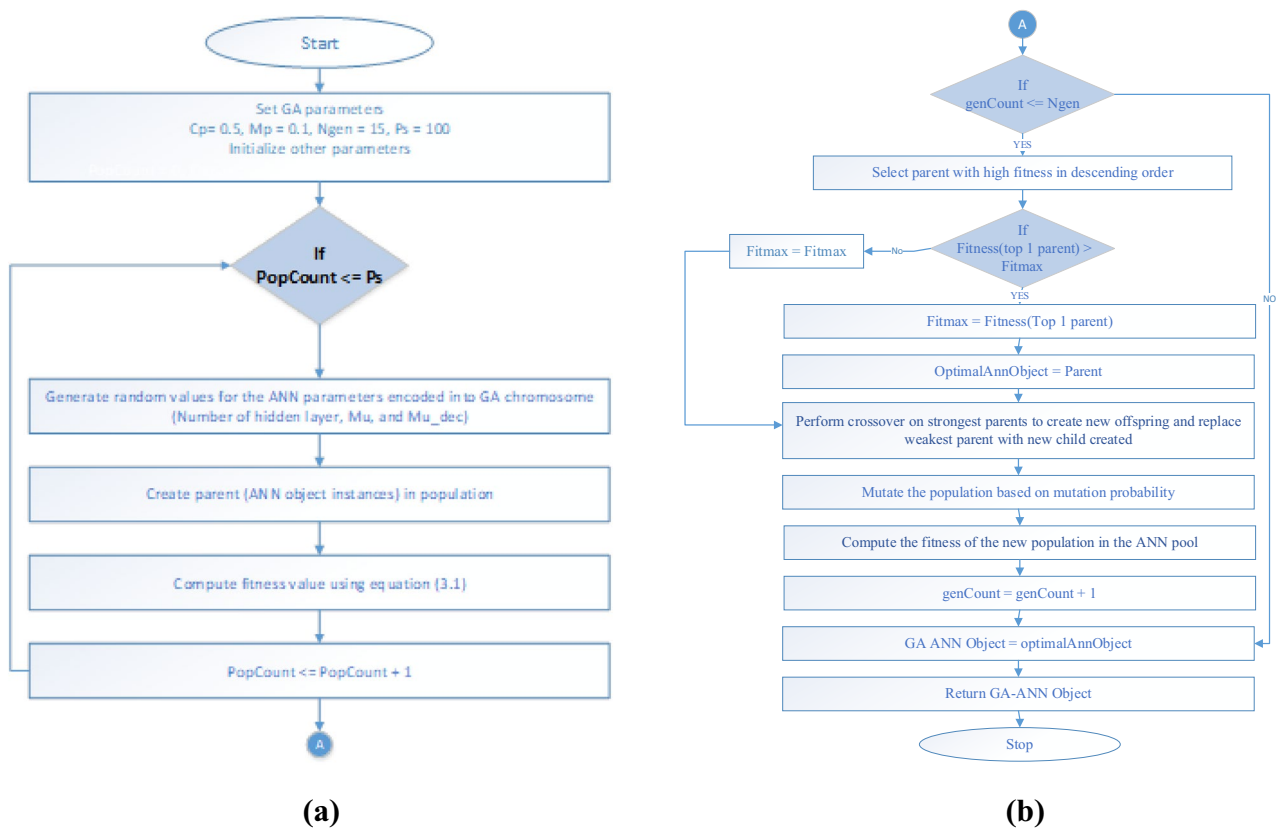 Start
Set GA parameters
Cp= 0.5, Mp = 0.1, Ngen = 15, Ps = 100
Initialize other parameters
If
PopCount <= Ps
Generate random values for the ANN parameters encoded into GA chromosome
(Number of hidden layer, Mu, and Mu_dec)
Create parent (ANN object instances) in population
Compute fitness value using equation (3.1)
PopCount <= PopCount + 1
A
(a)
A
If
genCount <= Ngen
YES
Select parent with high fitness in descending order
If
Fitness(top 1 parent) >
Fitmax
No
Fitmax = Fitmax
YES
NO
Fitmax = Fitness(Top 1 parent)
OptimalAnnObject = Parent
Perform crossover on strongest parents to create new offspring and replace
weakest parent with new child created
Mutate the population based on mutation probability
Compute the fitness of the new population in the ANN pool
genCount = genCount + 1
GA ANN Object = optimalAnnObject
Return GA-ANN Object
Stop
(b)